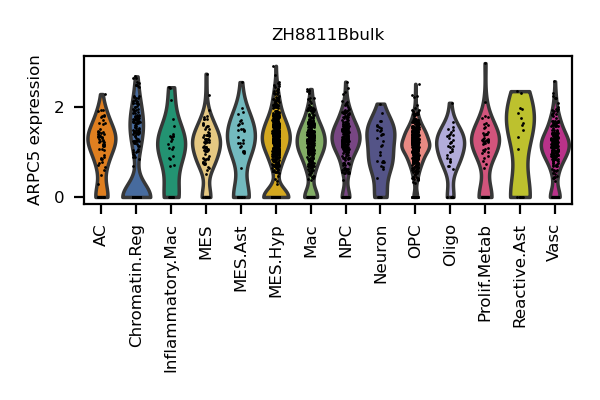 ZH8811Bbulk
ARPC5 expression
2
0
AC
Chromatin.Reg
Inflammatory.Mac
MES
MES.Ast
MES.Hyp
Mac
NPC
Neuron
OPC
Oligo
Prolif.Metab
Reactive.Ast
Vasc